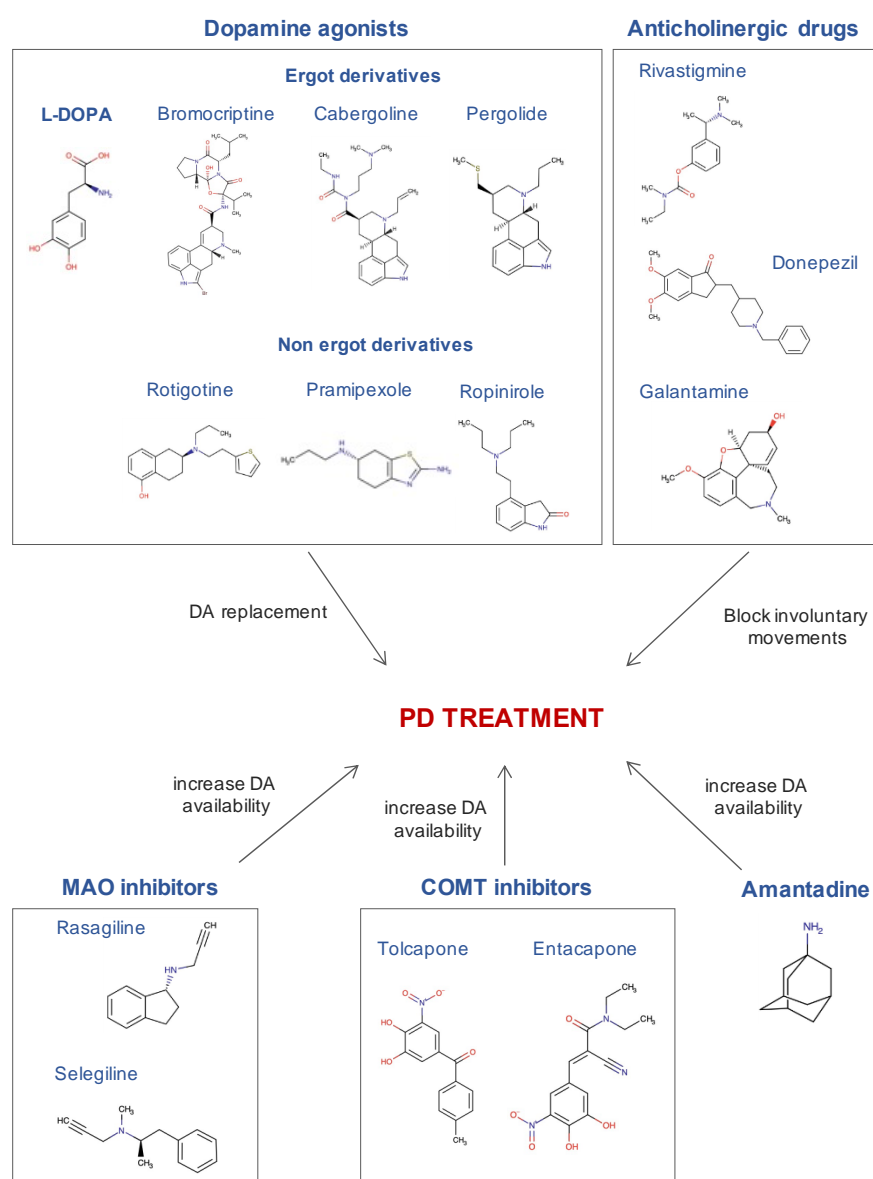 Dopamine agonists
Anticholinergic drugs
Ergot derivatives
L-DOPA
Bromocriptine
Cabergoline
Pergolide
Rivastigmine
Donepezil
Non ergot derivatives
Rotigotine
Pramipexole
Ropinirole
Galantamine
DA replacement
Block involuntary
movements
PD TREATMENT
increase DA
availability
increase DA
availability
increase DA
availability
MAO inhibitors
COMT inhibitors
Amantadine
Rasagiline
Tolcapone
Entacapone
Selegiline